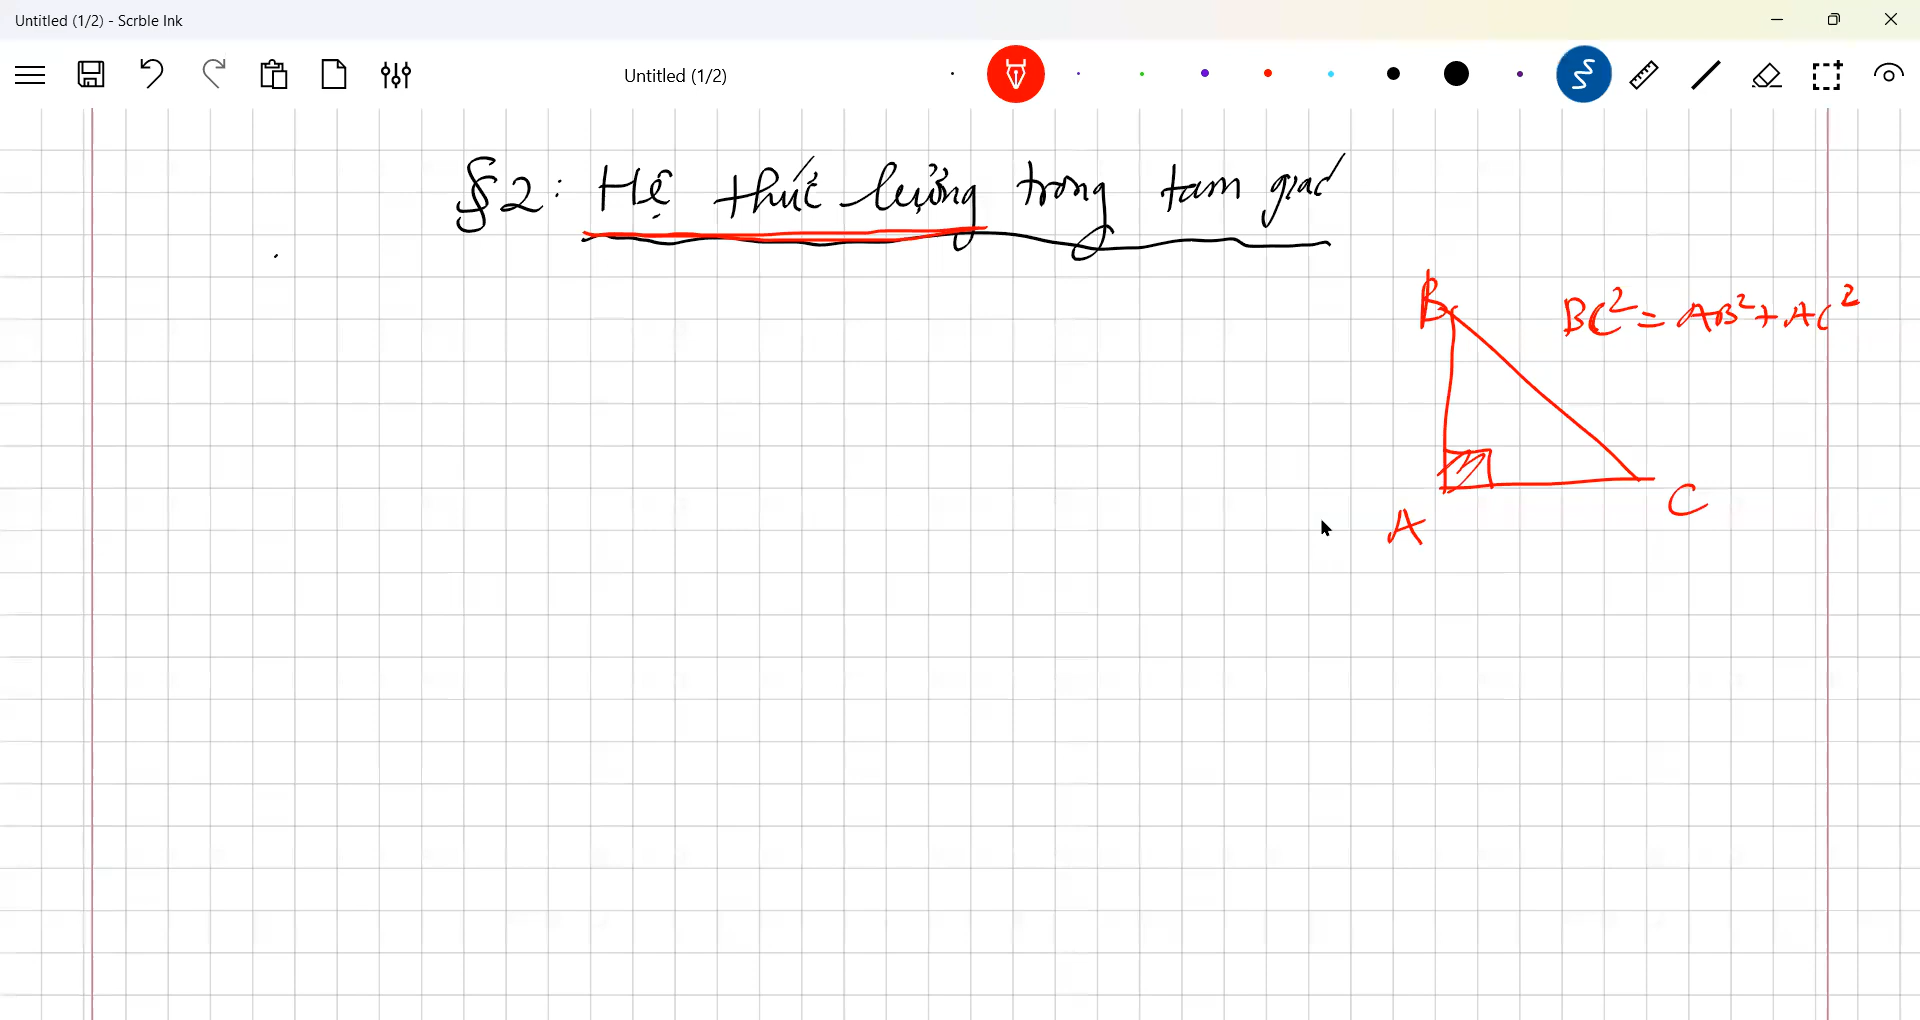 Untitled (1/2) - Scrble Ink
Untitled (1/2)
§2: Hệ thức lượng trong tam giác
B
BC² = AB² + AC²
A
C